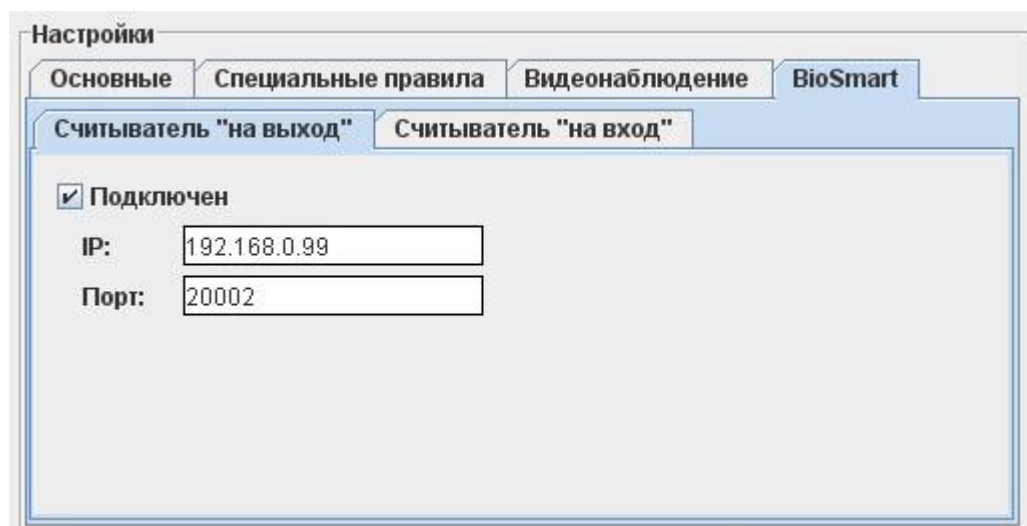 Настройки
Основные Специальные правила Видеонаблюдение BioSmart
Считыватель "на выход" Считыватель "на вход"
Подключен
IP: 192.168.0.99
Порт: 20002